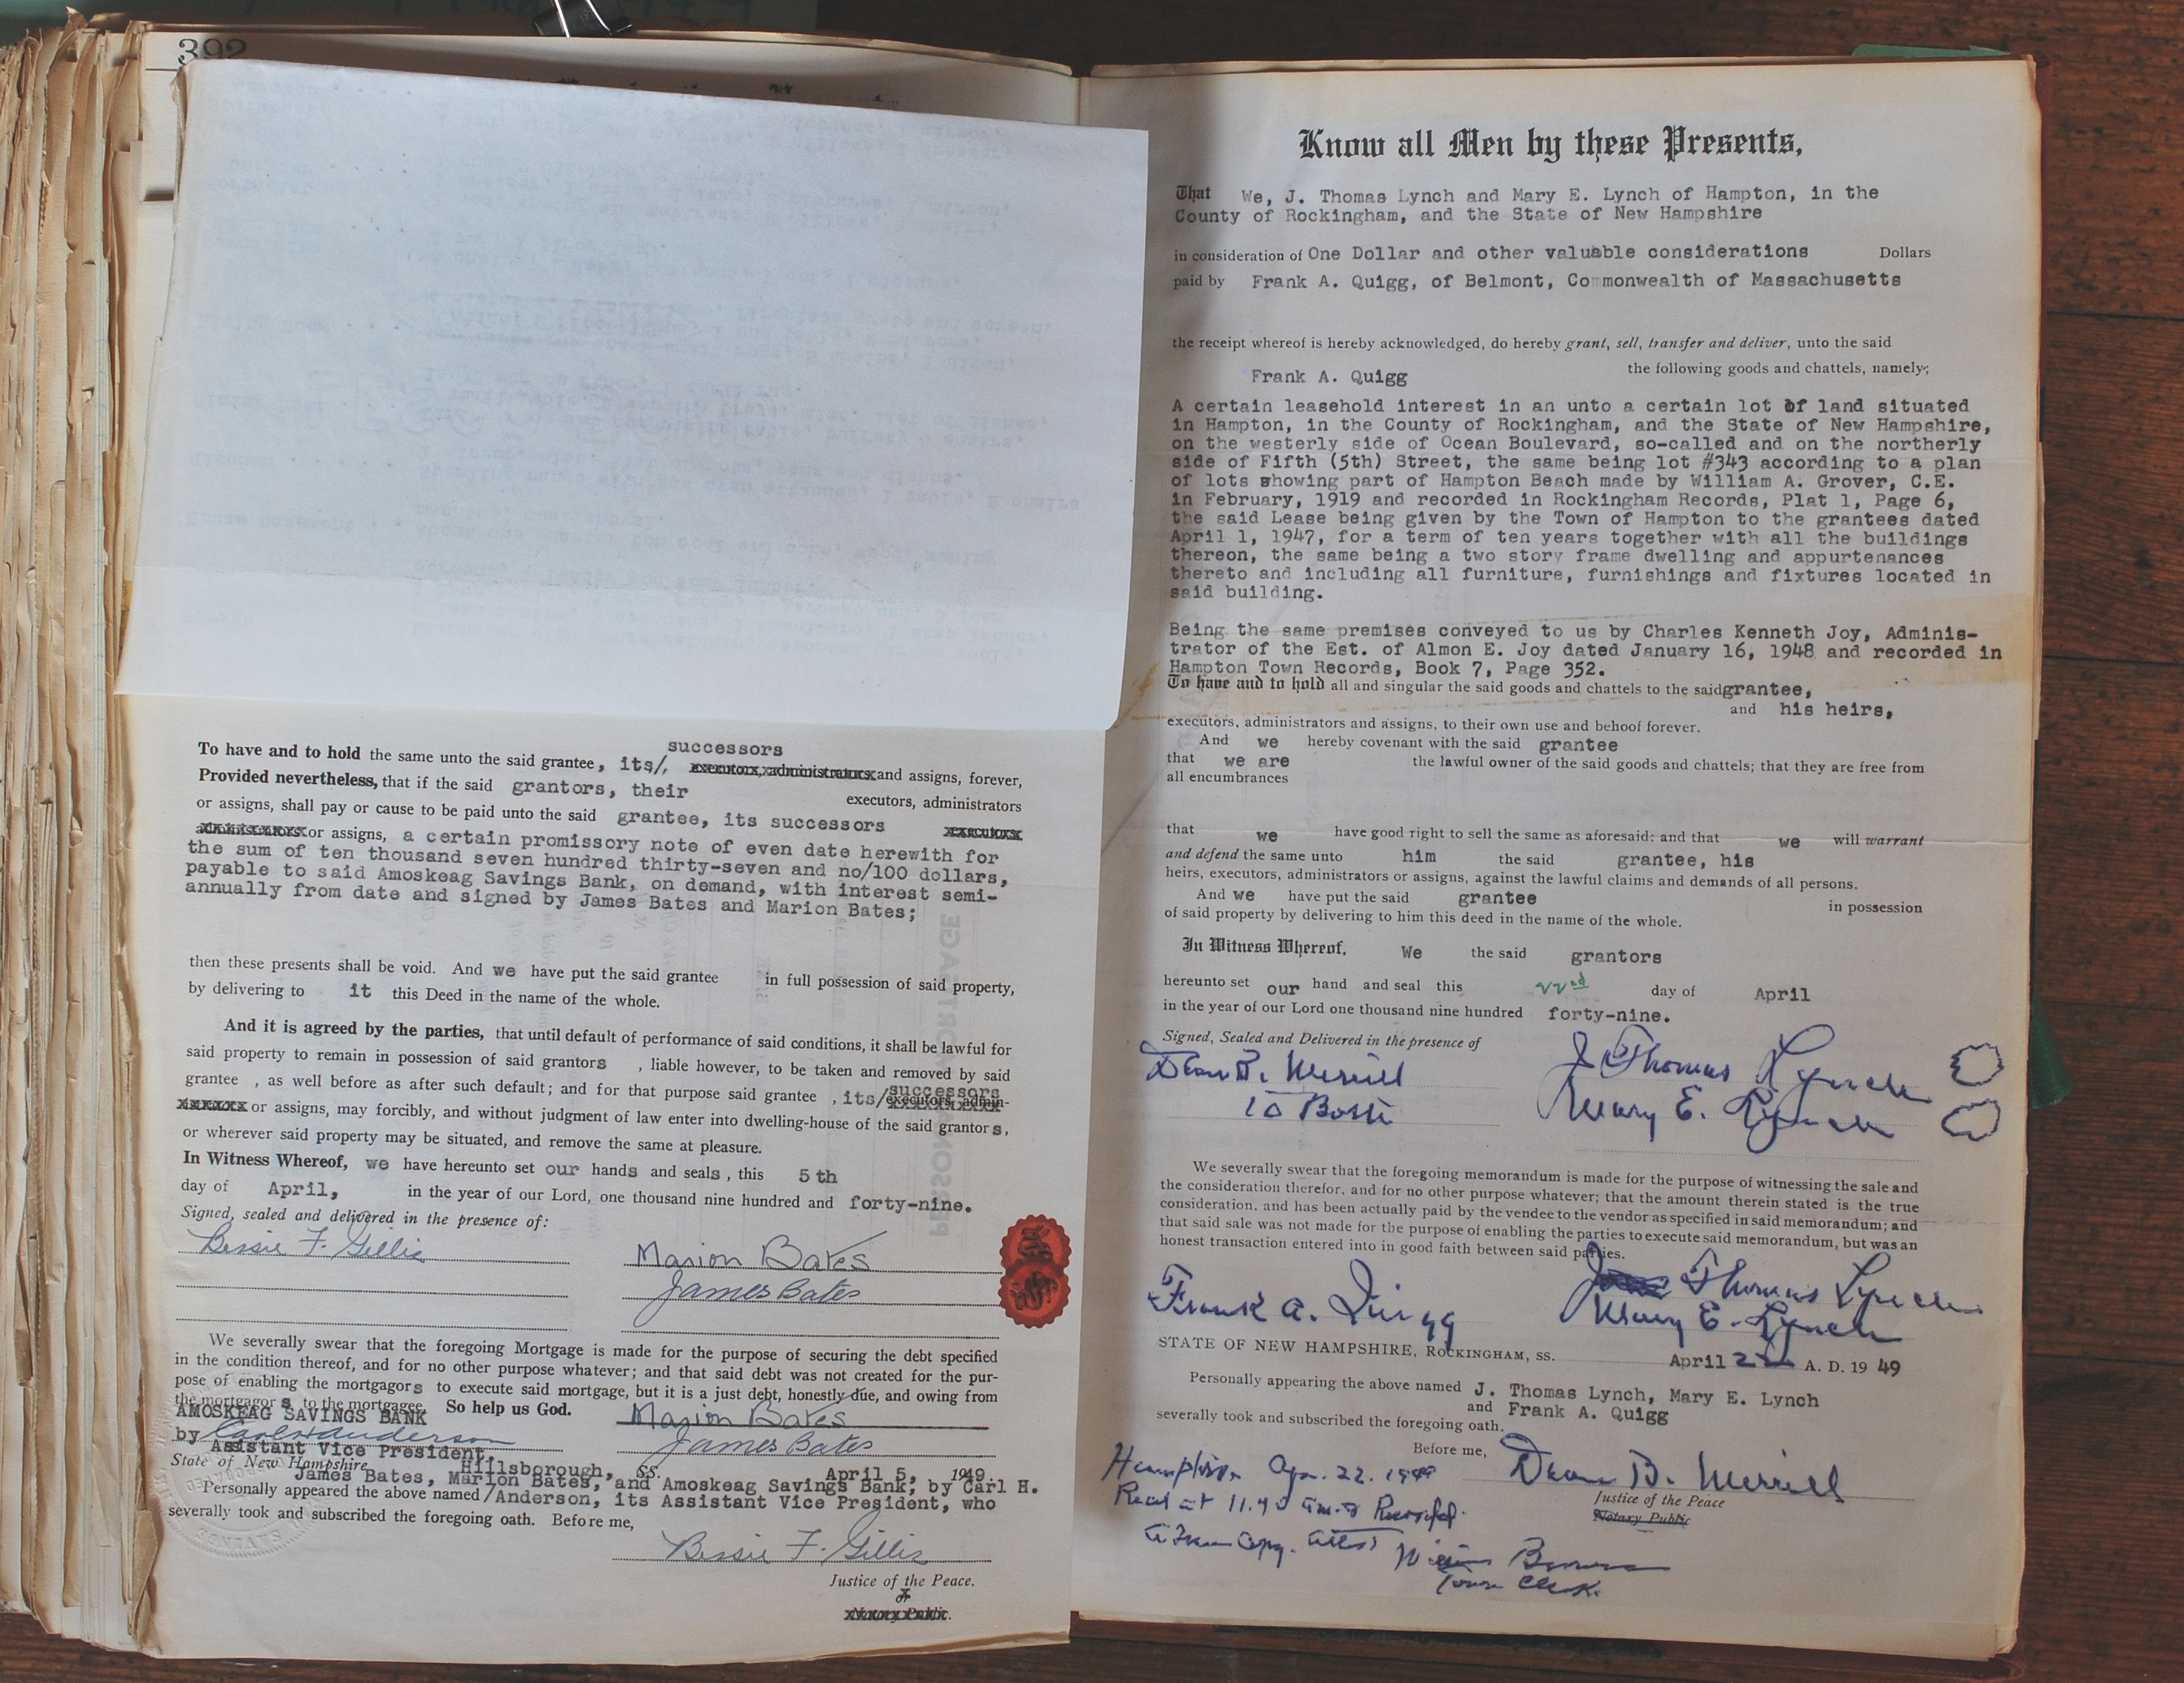 392
To have and to hold the same unto the said grantee, its/, successors executors, administrators and assigns, forever,
Provided nevertheless, that if the said grantors, their executors, administrators
or assigns, shall pay or cause to be paid unto the said grantee, its successors executors
administrators or assigns, a certain promissory note of even date herewith for
the sum of ten thousand seven hundred thirty-seven and no/100 dollars,
payable to said Amoskeag Savings Bank, on demand, with interest semi-
annually from date and signed by James Bates and Marion Bates;
then these presents shall be void. And we have put the said grantee in full possession of said property,
by delivering to it this Deed in the name of the whole.
And it is agreed by the parties, that until default of performance of said conditions, it shall be lawful for
said property to remain in possession of said grantors , liable however, to be taken and removed by said
grantee , as well before as after such default; and for that purpose said grantee , its/successors executors, admin-
or assigns, may forcibly, and without judgment of law enter into dwelling-house of the said grantors,
or wherever said property may be situated, and remove the same at pleasure.
In Witness Whereof, we have hereunto set our hands and seals, this 5th
day of April, in the year of our Lord, one thousand nine hundred and forty-nine.
Signed, sealed and delivered in the presence of:
Bessie F. Gillis Marion Bates
James Bates
We severally swear that the foregoing Mortgage is made for the purpose of securing the debt specified
in the condition thereof, and for no other purpose whatever; and that said debt was not created for the pur-
pose of enabling the mortgagors to execute said mortgage, but it is a just debt, honestly due, and owing from
the mortgagors to the mortgagee. So help us God.
AMOSKEAG SAVINGS BANK Marion Bates
by Carl H Anderson James Bates
Assistant Vice President
State of New Hampshire, Hillsborough, ss. April 5, 1949.
James Bates, Marion Bates, and Amoskeag Savings Bank, by Carl H.
Personally appeared the above named/Anderson, its Assistant Vice President, who
severally took and subscribed the foregoing oath. Before me,
Bessie F. Gillis
Justice of the Peace.
or
Notary Public.
Know all Men by these Presents,
That We, J. Thomas Lynch and Mary E. Lynch of Hampton, in the
County of Rockingham, and the State of New Hampshire
in consideration of One Dollar and other valuable considerations Dollars
paid by Frank A. Quigg, of Belmont, Commonwealth of Massachusetts
the receipt whereof is hereby acknowledged, do hereby grant, sell, transfer and deliver, unto the said
Frank A. Quigg the following goods and chattels, namely;
A certain leasehold interest in an unto a certain lot of land situated
in Hampton, in the County of Rockingham, and the State of New Hampshire,
on the westerly side of Ocean Boulevard, so-called and on the northerly
side of Fifth (5th) Street, the same being lot #343 according to a plan
of lots showing part of Hampton Beach made by William A. Grover, C.E.
in February, 1919 and recorded in Rockingham Records, Plat 1, Page 6,
the said Lease being given by the Town of Hampton to the grantees dated
April 1, 1947, for a term of ten years together with all the buildings
thereon, the same being a two story frame dwelling and appurtenances
thereto and including all furniture, furnishings and fixtures located in
said building.
Being the same premises conveyed to us by Charles Kenneth Joy, Adminis-
trator of the Est. of Almon E. Joy dated January 16, 1948 and recorded in
Hampton Town Records, Book 7, Page 352.
To have and to hold all and singular the said goods and chattels to the said grantee,
and his heirs,
executors, administrators and assigns, to their own use and behoof forever.
And we hereby covenant with the said grantee
that we are the lawful owner of the said goods and chattels; that they are free from
all encumbrances
that we have good right to sell the same as aforesaid; and that we will warrant
and defend the same unto him the said grantee, his
heirs, executors, administrators or assigns, against the lawful claims and demands of all persons.
And we have put the said grantee in possession
of said property by delivering to him this deed in the name of the whole.
In Witness Whereof, We the said grantors
hereunto set our hand and seal this 22nd day of April
in the year of our Lord one thousand nine hundred forty-nine.
Signed, Sealed and Delivered in the presence of
Dean B. Merrill J Thomas Lynch
to Both Mary E. Lynch
We severally swear that the foregoing memorandum is made for the purpose of witnessing the sale and
the consideration therefor, and for no other purpose whatever; that the amount therein stated is the true
consideration, and has been actually paid by the vendee to the vendor as specified in said memorandum; and
that said sale was not made for the purpose of enabling the parties to execute said memorandum, but was an
honest transaction entered into in good faith between said parties.
Frank A. Quigg J Thomas Lynch
Mary E. Lynch
STATE OF NEW HAMPSHIRE, ROCKINGHAM, SS. April 22 A. D. 19 49
Personally appearing the above named J. Thomas Lynch, Mary E. Lynch
and Frank A. Quigg
severally took and subscribed the foregoing oath.
Before me, Dean B. Merrill
Justice of the Peace
Notary Public
Hampton Apr. 22. 1949
Recd at 11.40 am. & Recorded.
A True Copy. Attest William Brown
Town Clerk.